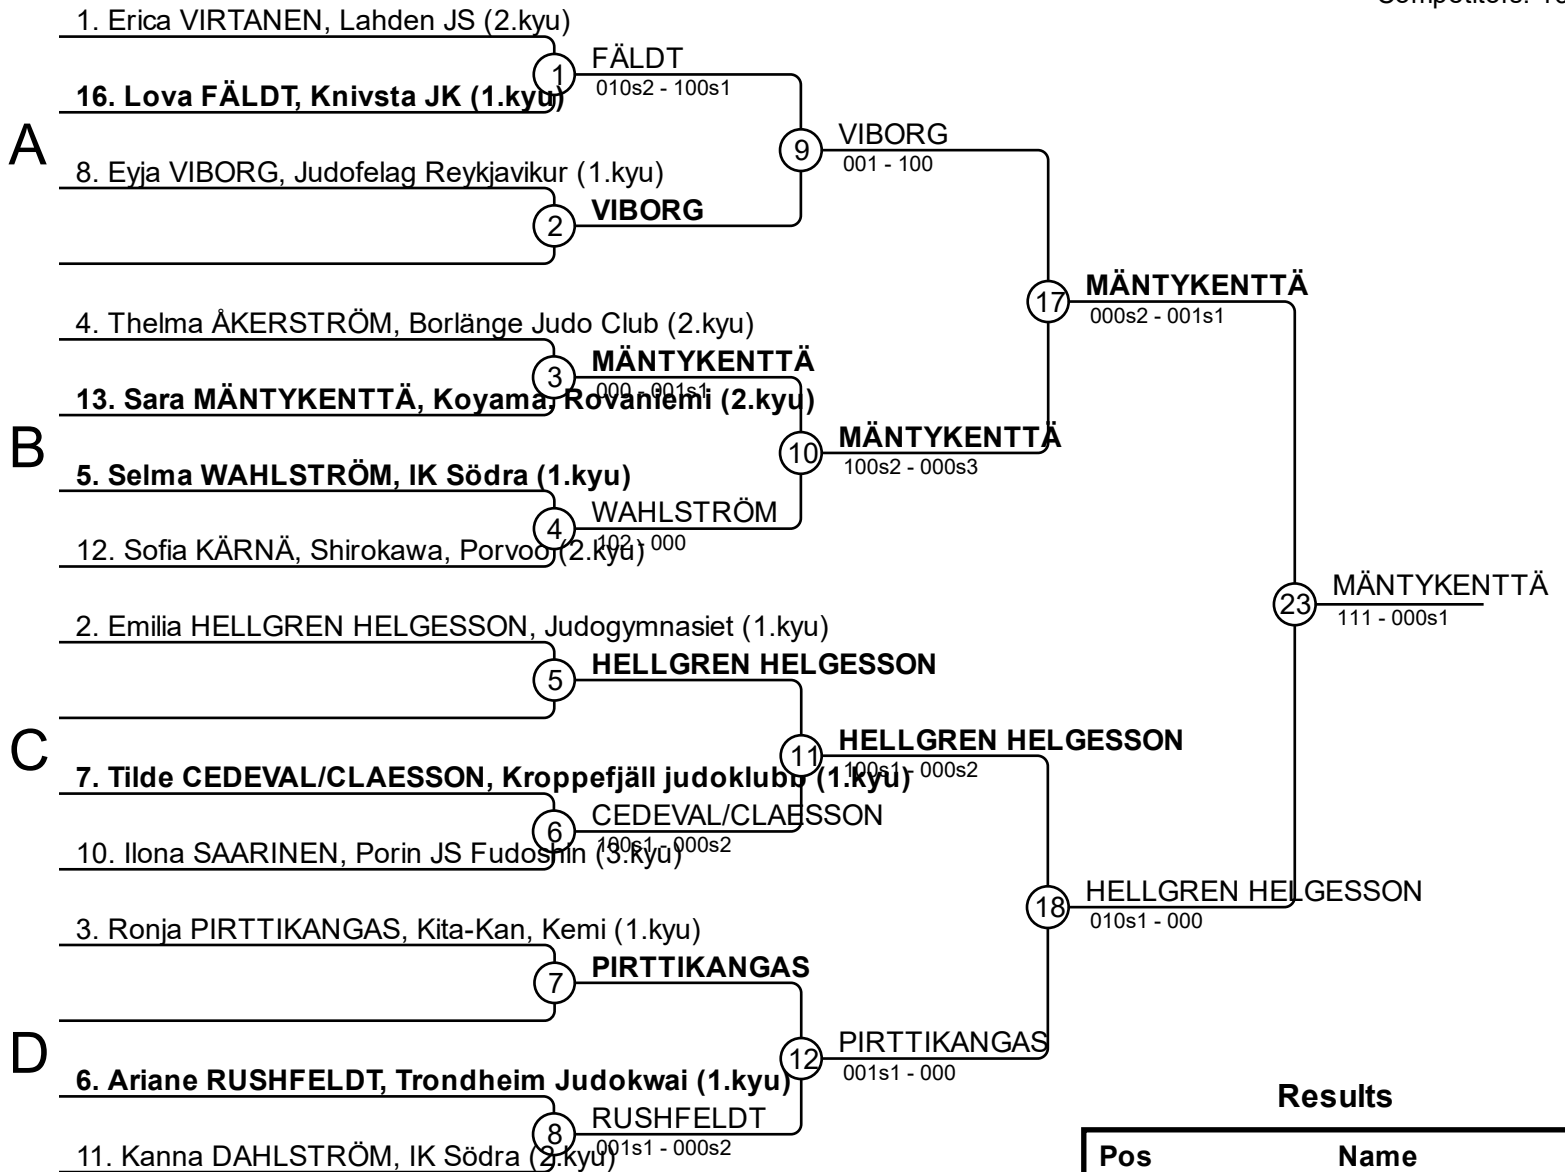 1. Erica VIRTANEN, Lahden JS (2.kyu)
1
FÄLDT
010s2 - 100s1
16. Lova FÄLDT, Knivsta JK (1.kyu)
A
9
VIBORG
001 - 100
8. Eyja VIBORG, Judofelag Reykjavikur (1.kyu)
2
VIBORG
17
MÄNTYKENTTÄ
000s2 - 001s1
4. Thelma ÅKERSTRÖM, Borlänge Judo Club (2.kyu)
3
MÄNTYKENTTÄ
000 - 001s1
13. Sara MÄNTYKENTTÄ, Koyama, Rovaniemi (2.kyu)
B
10
MÄNTYKENTTÄ
100s2 - 000s3
5. Selma WAHLSTRÖM, IK Södra (1.kyu)
4
WAHLSTRÖM
102 - 000
12. Sofia KÄRNÄ, Shirokawa, Porvoo (2.kyu)
23
MÄNTYKENTTÄ
111 - 000s1
2. Emilia HELLGREN HELGESSON, Judogymnasiet (1.kyu)
5
HELLGREN HELGESSON
C
11
HELLGREN HELGESSON
100s1 - 000s2
7. Tilde CEDEVAL/CLAESSON, Kroppefjäll judoklubb (1.kyu)
6
CEDEVAL/CLAESSON
100s1 - 000s2
10. Ilona SAARINEN, Porin JS Fudoshin (3.kyu)
18
HELLGREN HELGESSON
010s1 - 000
3. Ronja PIRTTIKANGAS, Kita-Kan, Kemi (1.kyu)
7
PIRTTIKANGAS
D
12
PIRTTIKANGAS
001s1 - 000
6. Ariane RUSHFELDT, Trondheim Judokwai (1.kyu)
8
RUSHFELDT
001s1 - 000s2
11. Kanna DAHLSTRÖM, IK Södra (2.kyu)
Results
Pos Name